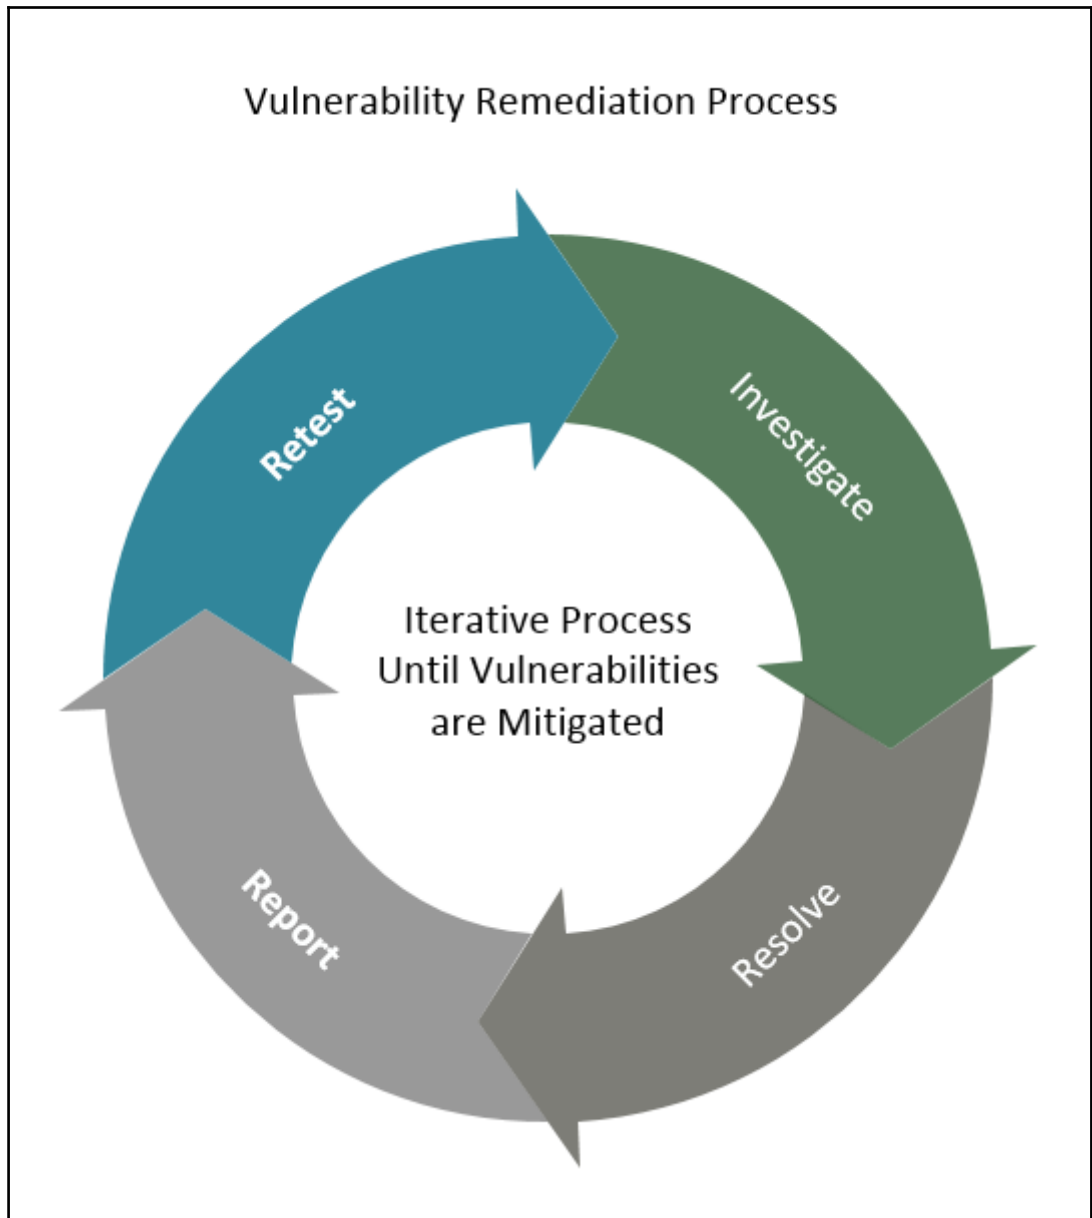 Vulnerability Remediation Process
Retest
Investigate
Iterative Process
Until Vulnerabilities
are Mitigated
Report
Resolve